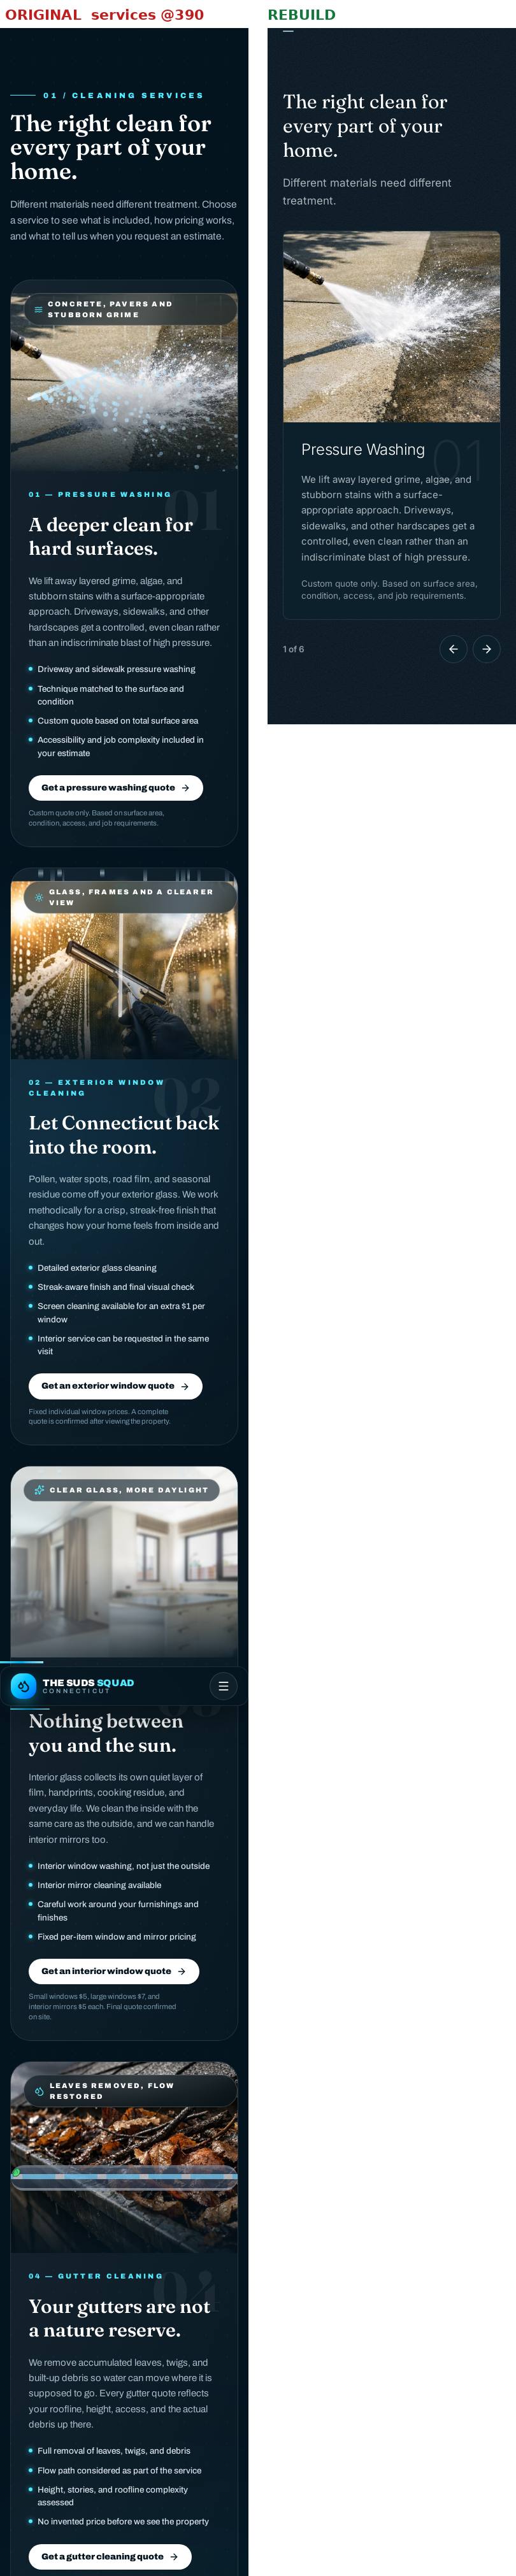 ORIGINAL services @390
01 / CLEANING SERVICES
The right clean for
every part of your
home.
Different materials need different treatment. Choose
a service to see what is included, how pricing works,
and what to tell us when you request an estimate.
CONCRETE, PAVERS AND
STUBBORN GRIME
01
01 — PRESSURE WASHING
A deeper clean for
hard surfaces.
We lift away layered grime, algae, and
stubborn stains with a surface-appropriate
approach. Driveways, sidewalks, and other
hardscapes get a controlled, even clean rather
than an indiscriminate blast of high pressure.
Driveway and sidewalk pressure washing
Technique matched to the surface and
condition
Custom quote based on total surface area
Accessibility and job complexity included in
your estimate
Get a pressure washing quote →
Custom quote only. Based on surface area,
condition, access, and job requirements.
GLASS, FRAMES AND A CLEARER
VIEW
02
02 — EXTERIOR WINDOW
CLEANING
Let Connecticut back
into the room.
Pollen, water spots, road film, and seasonal
residue come off your exterior glass. We work
methodically for a crisp, streak-free finish that
changes how your home feels from inside and
out.
Detailed exterior glass cleaning
Streak-aware finish and final visual check
Screen cleaning available for an extra $1 per
window
Interior service can be requested in the same
visit
Get an exterior window quote →
Fixed individual window prices. A complete
quote is confirmed after viewing the property.
CLEAR GLASS, MORE DAYLIGHT
THE SUDS SQUAD
CONNECTICUT
Nothing between
you and the sun.
Interior glass collects its own quiet layer of
film, handprints, cooking residue, and
everyday life. We clean the inside with the
same care as the outside, and we can handle
interior mirrors too.
Interior window washing, not just the outside
Interior mirror cleaning available
Careful work around your furnishings and
finishes
Fixed per-item window and mirror pricing
Get an interior window quote →
Small windows $5, large windows $7, and
interior mirrors $5 each. Final quote confirmed
on site.
LEAVES REMOVED, FLOW
RESTORED
04
04 — GUTTER CLEANING
Your gutters are not
a nature reserve.
We remove accumulated leaves, twigs, and
built-up debris so water can move where it is
supposed to go. Every gutter quote reflects
your roofline, height, access, and the actual
debris up there.
Full removal of leaves, twigs, and debris
Flow path considered as part of the service
Height, stories, and roofline complexity
assessed
No invented price before we see the property
Get a gutter cleaning quote →
REBUILD
The right clean for
every part of your
home.
Different materials need different
treatment.
Pressure Washing
01
We lift away layered grime, algae, and
stubborn stains with a surface-
appropriate approach. Driveways,
sidewalks, and other hardscapes get a
controlled, even clean rather than an
indiscriminate blast of high pressure.
Custom quote only. Based on surface area,
condition, access, and job requirements.
1 of 6
← →